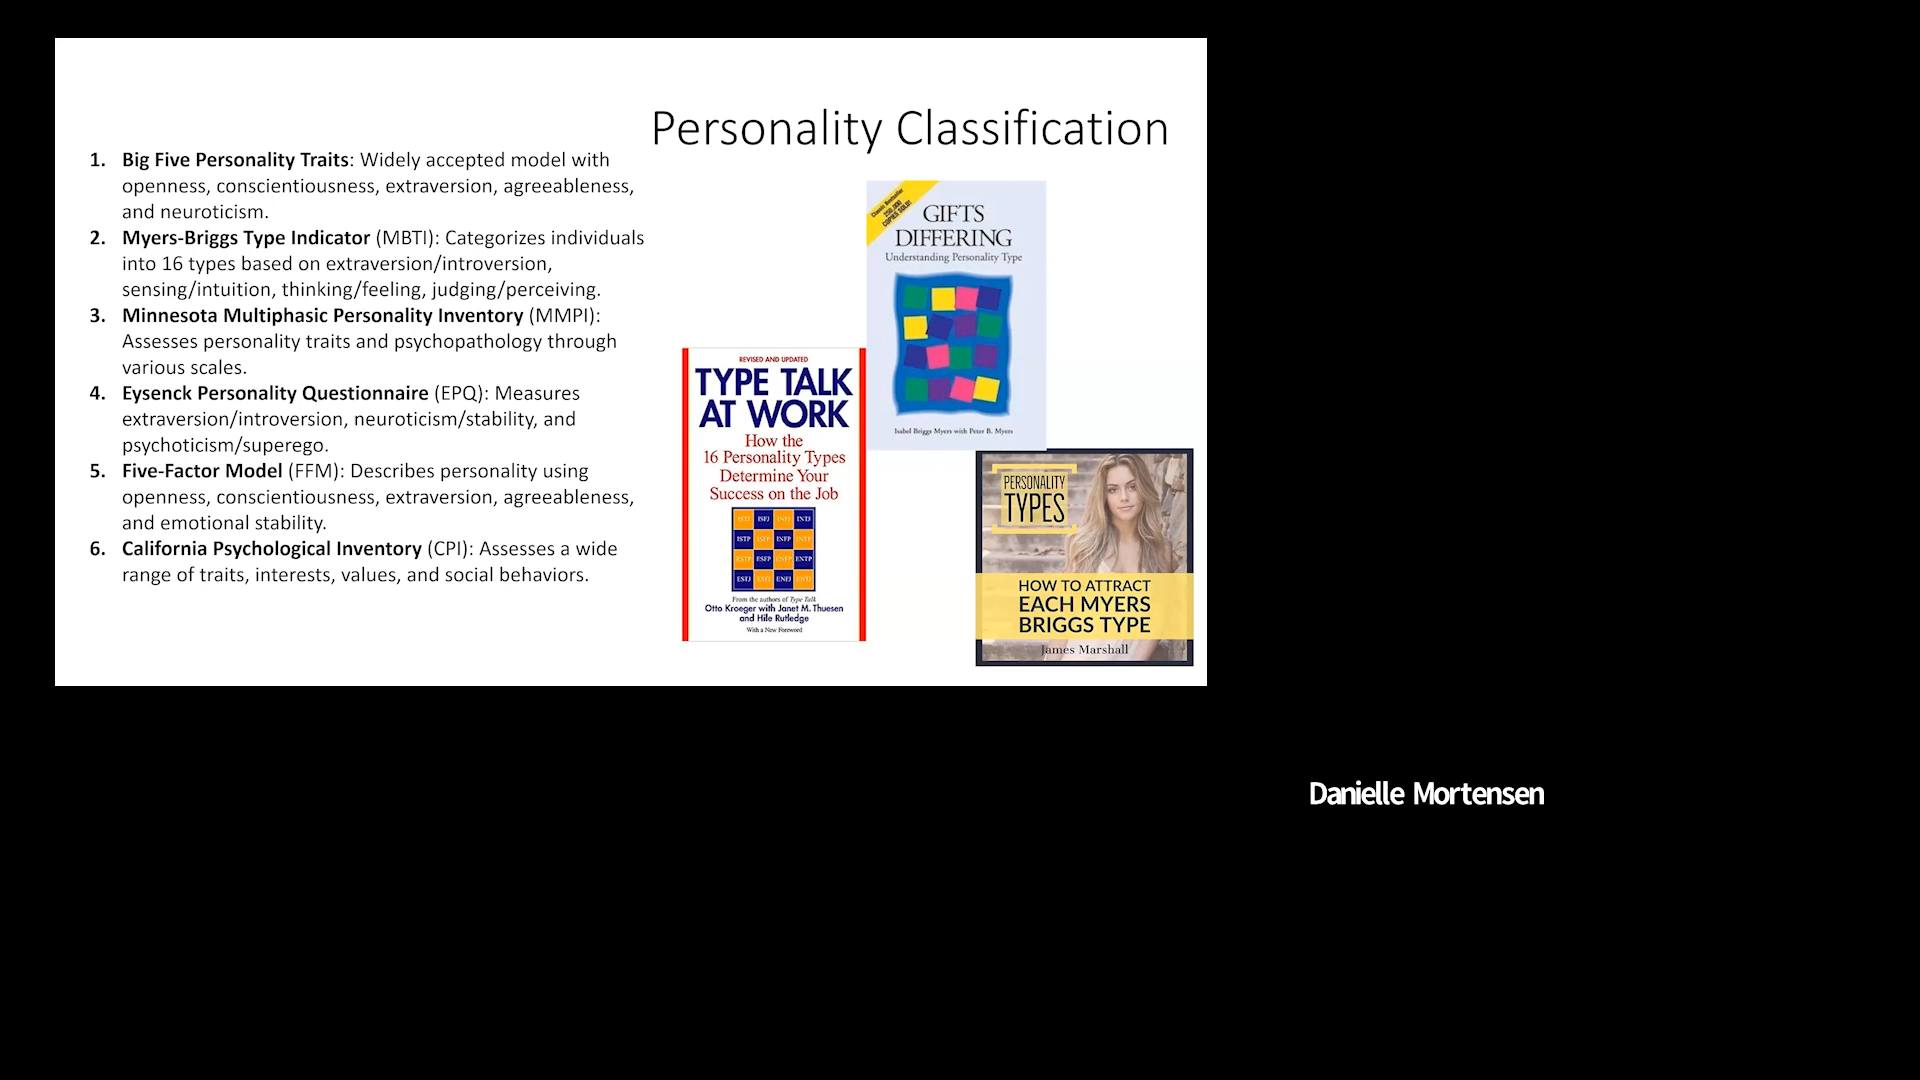 Personality Classification
1. Big Five Personality Traits: Widely accepted model with
openness, conscientiousness, extraversion, agreeableness,
and neuroticism.
2. Myers-Briggs Type Indicator (MBTI): Categorizes individuals
into 16 types based on extraversion/introversion,
sensing/intuition, thinking/feeling, judging/perceiving.
3. Minnesota Multiphasic Personality Inventory (MMPI):
Assesses personality traits and psychopathology through
various scales.
4. Eysenck Personality Questionnaire (EPQ): Measures
extraversion/introversion, neuroticism/stability, and
psychoticism/superego.
5. Five-Factor Model (FFM): Describes personality using
openness, conscientiousness, extraversion, agreeableness,
and emotional stability.
6. California Psychological Inventory (CPI): Assesses a wide
range of traits, interests, values, and social behaviors.
Classic Bestseller
250,000
COPIES SOLD!
GIFTS
DIFFERING
Understanding Personality Type
Isabel Briggs Myers with Peter B. Myers
REVISED AND UPDATED
TYPE TALK
AT WORK
How the
16 Personality Types
Determine Your
Success on the Job
ISFJ INTJ
ISTP INFP
ESFP ENTP
ESTJ ENFJ
From the authors of Type Talk
Otto Kroeger with Janet M. Thuesen
and Hile Rutledge
With a New Foreword
PERSONALITY
TYPES
HOW TO ATTRACT
EACH MYERS
BRIGGS TYPE
James Marshall
Danielle Mortensen